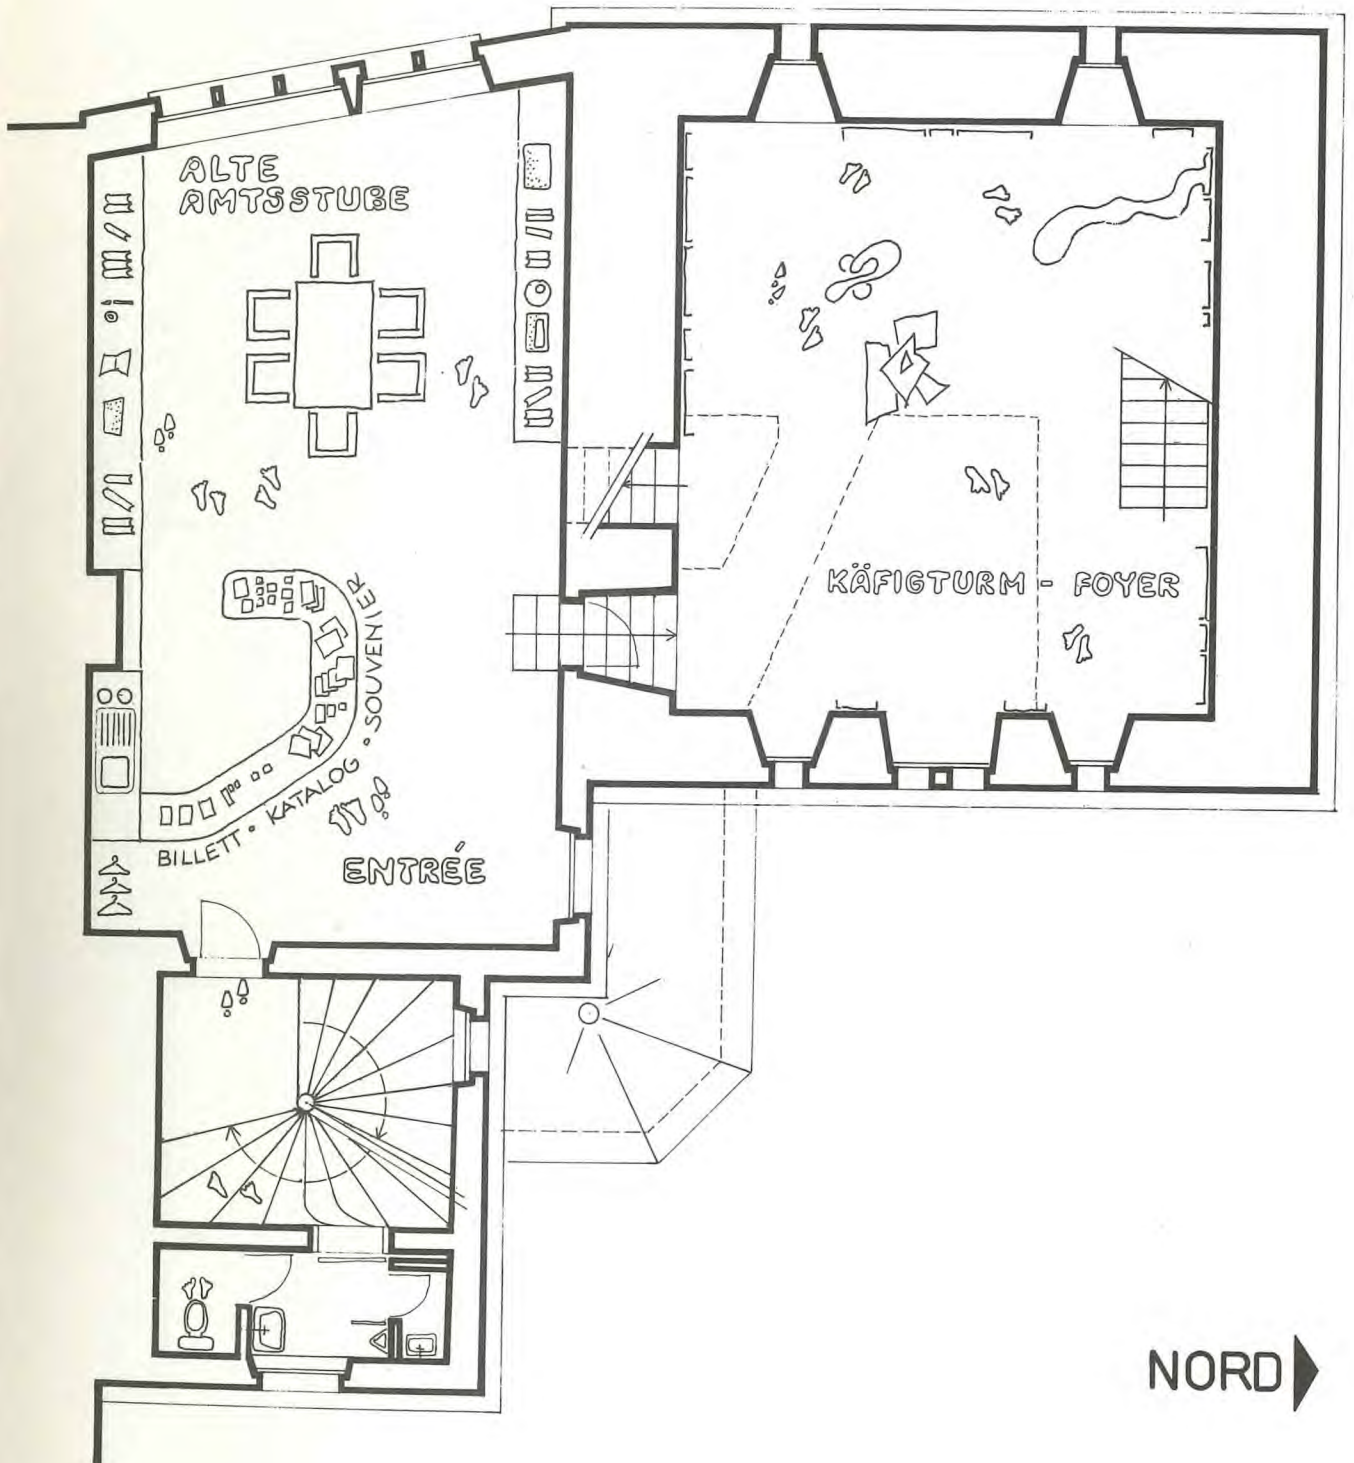 ALTE
AMTSSTUBE
KÄFIGTURM - FOYER
BILLETT • KATALOG • SOUVENIER
ENTRÉE
NORD